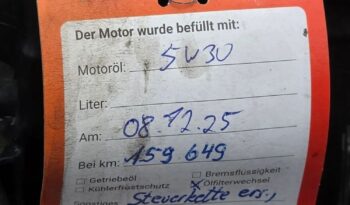 Der Motor wurde befüllt mit:
Motoröl: 5W30
Liter:
Am: 08.12.25
Bei km: 159 649
Getriebeöl Bremsflüssigkeit
Kühlerfrostschutz Ölfilterwechsel
Sonstiges: Steuerkette ern.,